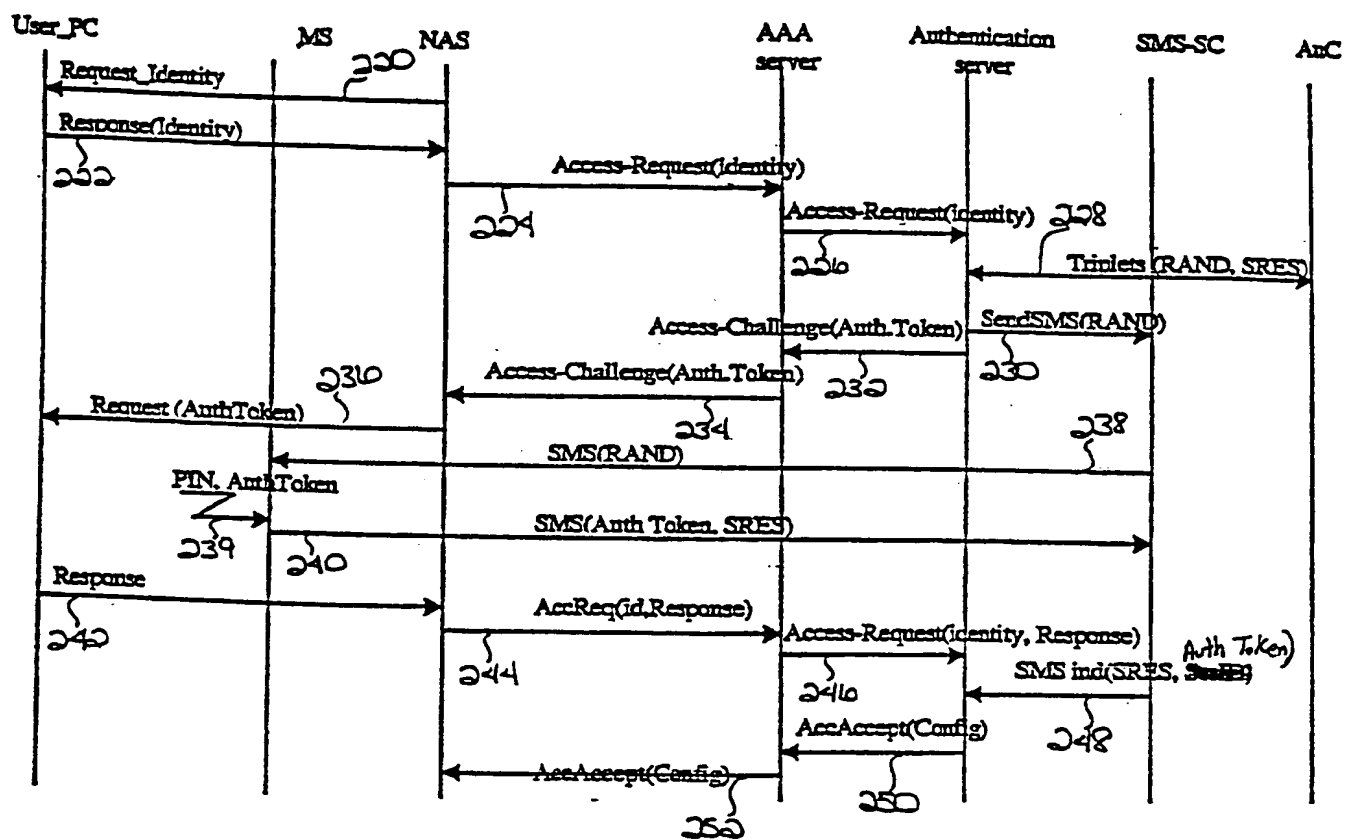 User_PC
MS
NAS
AAA
server
Authentication
server
SMS-SC
AuC
Request_Identity
220
Response(Identity)
222
Access-Request(identity)
224
Access-Request(identity)
226
228
Triplets (RAND, SRES)
Access-Challenge(Auth.Token)
SendSMS(RAND)
232
230
236
Access-Challenge(Auth.Token)
Request (AuthToken)
234
238
SMS(RAND)
PIN, AuthToken
239
SMS(Auth Token, SRES)
240
Response
242
AccReq(id,Response)
244
Access-Request(identity, Response)
246
Auth Token)
SMS ind(SRES,
248
AccAccept(Config)
250
AccAccept(Config)
252